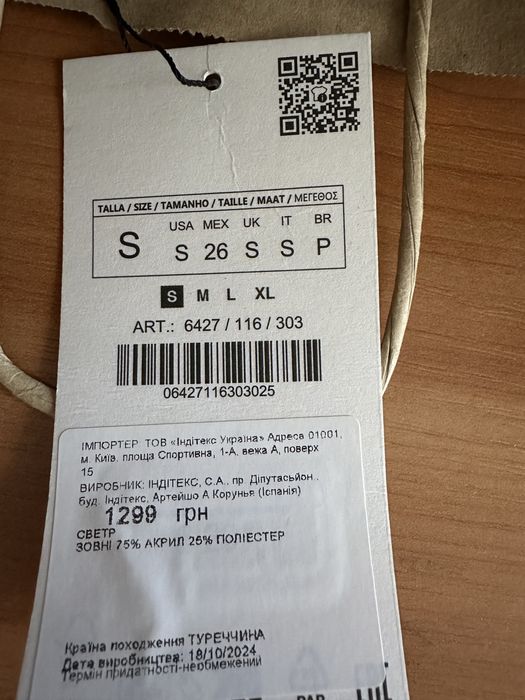 TALLA / SIZE / TAMANHO / TAILLE / MAAT / ΜΕΓΕΘΟΣ
USA MEX UK IT BR
S S 26 S S P
S M L XL
ART.: 6427 / 116 / 303
06427116303025
ІМПОРТЕР ТОВ «Індітекс Україна» Адреса 01001,
м. Київ, площа Спортивна, 1-А, вежа А, поверх
15
ВИРОБНИК: ІНДІТЕКС, С.А., пр. Діпутасьйон,
буд. Індітекс, Артейшо А Корунья (Іспанія)
1299 грн
СВЕТР
ЗОВНІ 75% АКРИЛ 25% ПОЛІЕСТЕР
Країна походження ТУРЕЧЧИНА
Дата виробництва: 18/10/2024
Термін придатності-необмежений